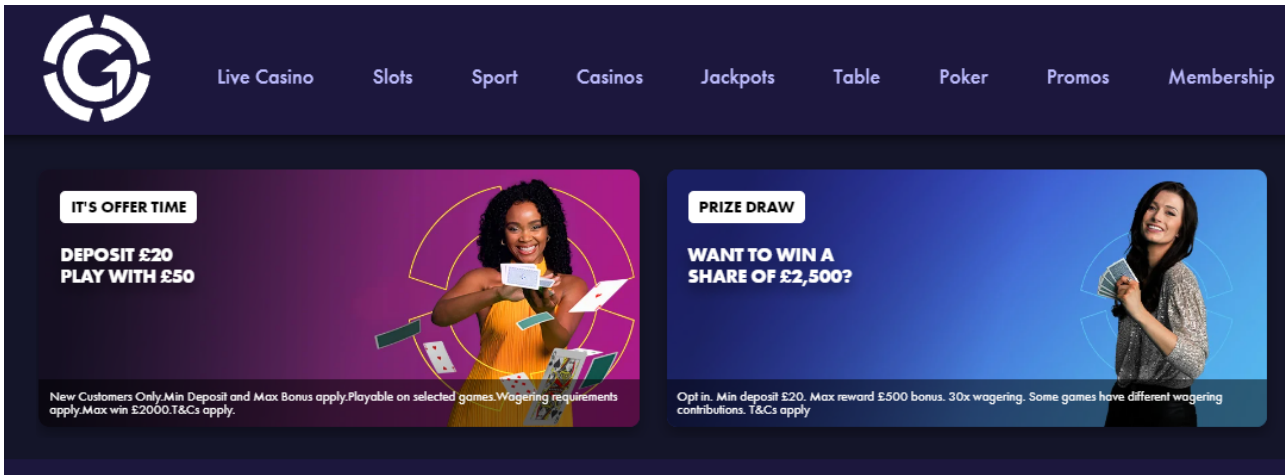 G
Live Casino
Slots
Sport
Casinos
Jackpots
Table
Poker
Promos
Membership
IT'S OFFER TIME
DEPOSIT £20
PLAY WITH £50
New Customers Only.Min Deposit and Max Bonus apply.Playable on selected games.Wagering requirements
apply.Max win £2000.T&Cs apply.
PRIZE DRAW
WANT TO WIN A
SHARE OF £2,500?
Opt in. Min deposit £20. Max reward £500 bonus. 30x wagering. Some games have different wagering
contributions. T&Cs apply